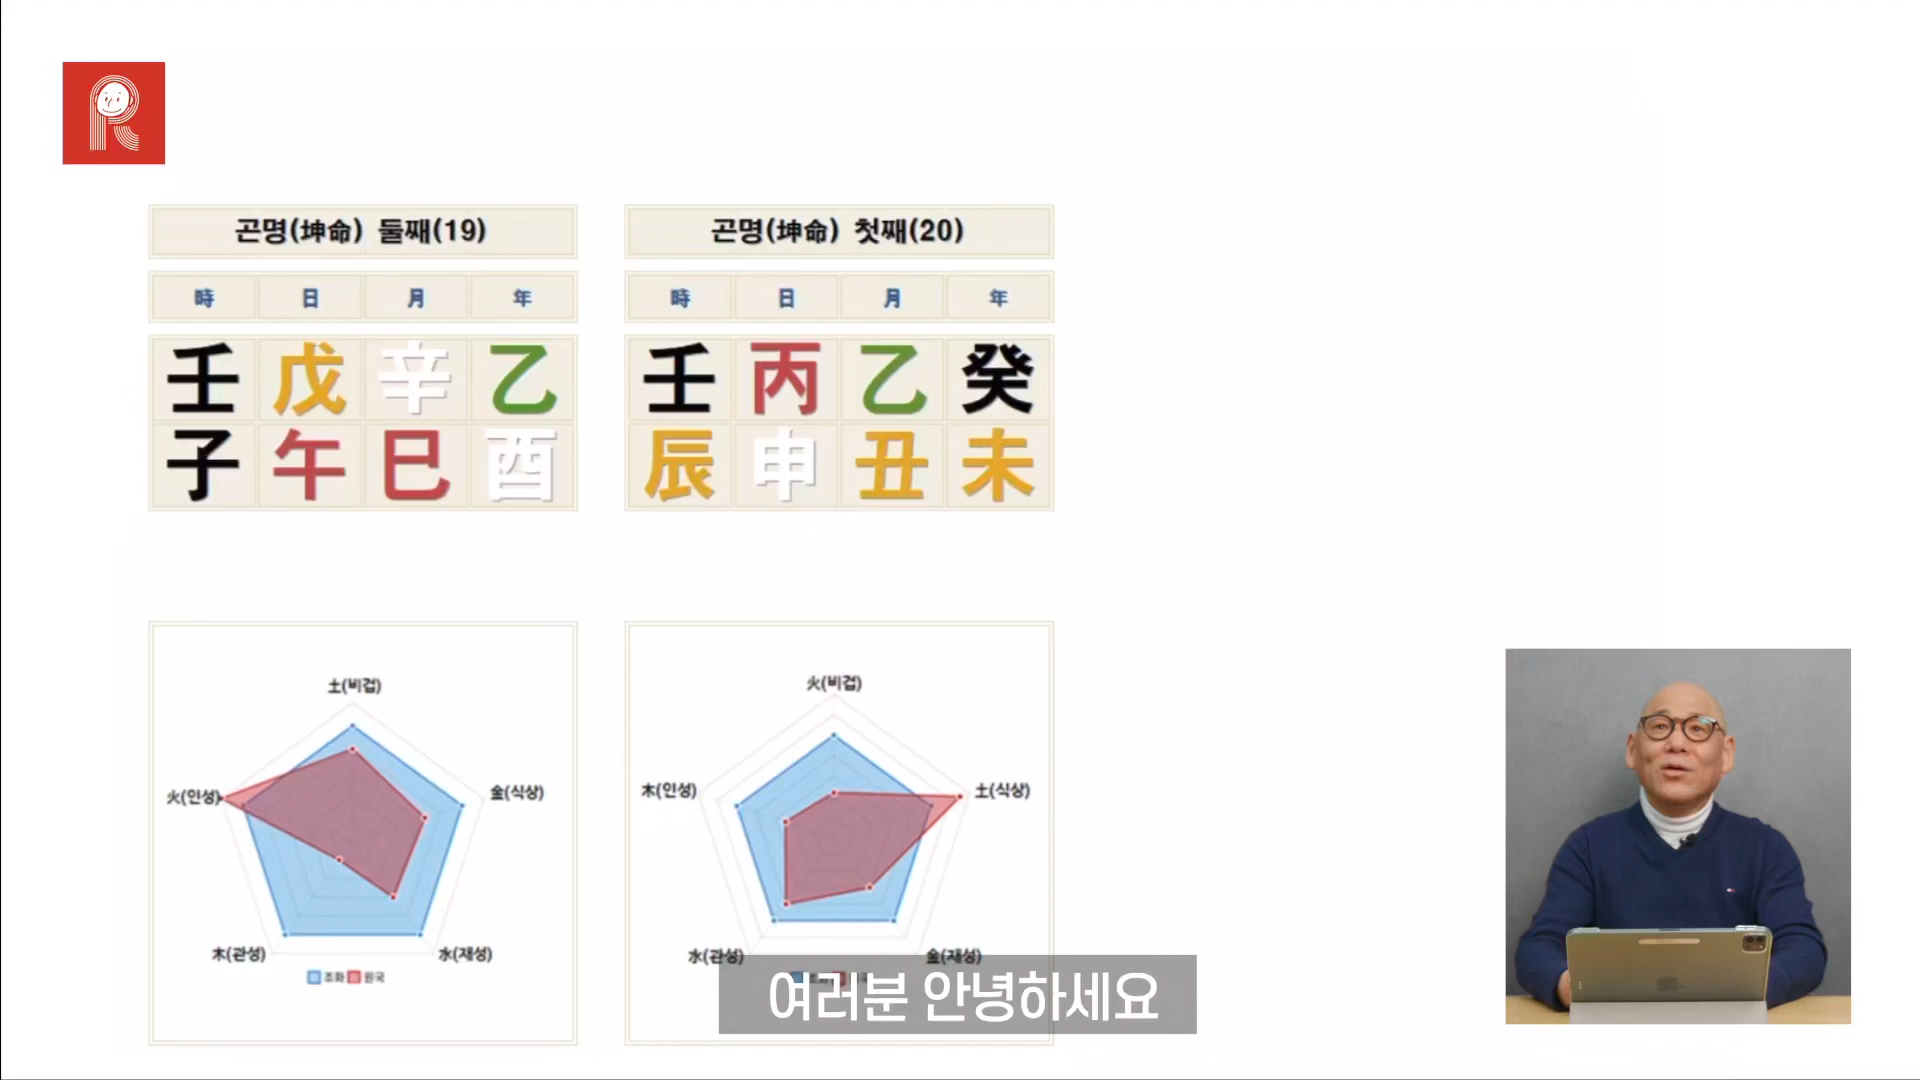 곤명(坤命) 둘째(19)
時 日 月 年
壬 戊 辛 乙
子 午 巳 酉
곤명(坤命) 첫째(20)
時 日 月 年
壬 丙 乙 癸
辰 申 丑 未
土(비겁)
火(인성)
金(식상)
木(관성)
水(재성)
조화 원국
火(비겁)
木(인성)
土(식상)
水(관성)
金(재성)
여러분 안녕하세요